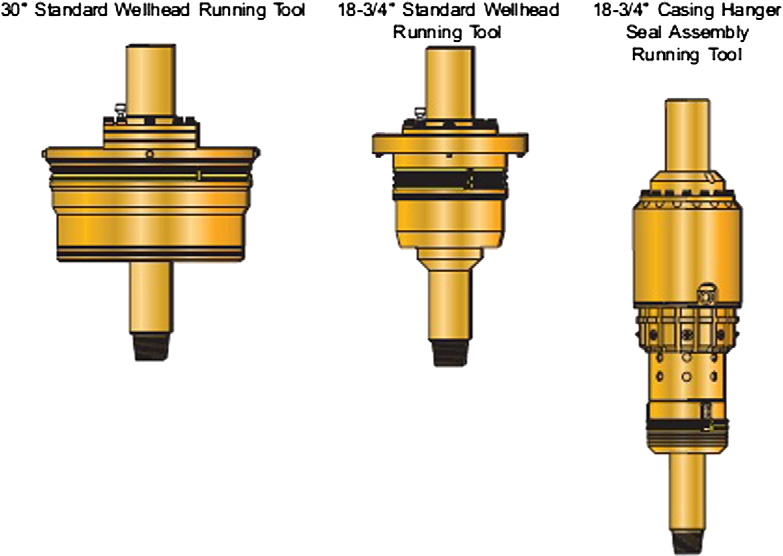 30" Standard Wellhead Running Tool
18-3/4" Standard Wellhead
Running Tool
18-3/4" Casing Hanger
Seal Assembly
Running Tool